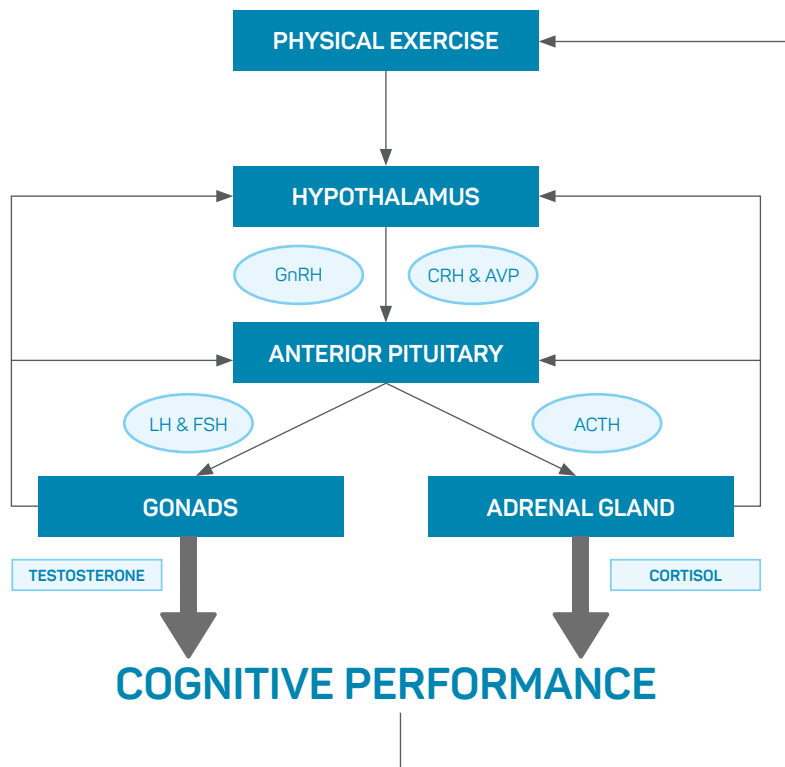 PHYSICAL EXERCISE
HYPOTHALAMUS
GnRH
CRH & AVP
ANTERIOR PITUITARY
LH & FSH
ACTH
GONADS
ADRENAL GLAND
TESTOSTERONE
CORTISOL
COGNITIVE PERFORMANCE